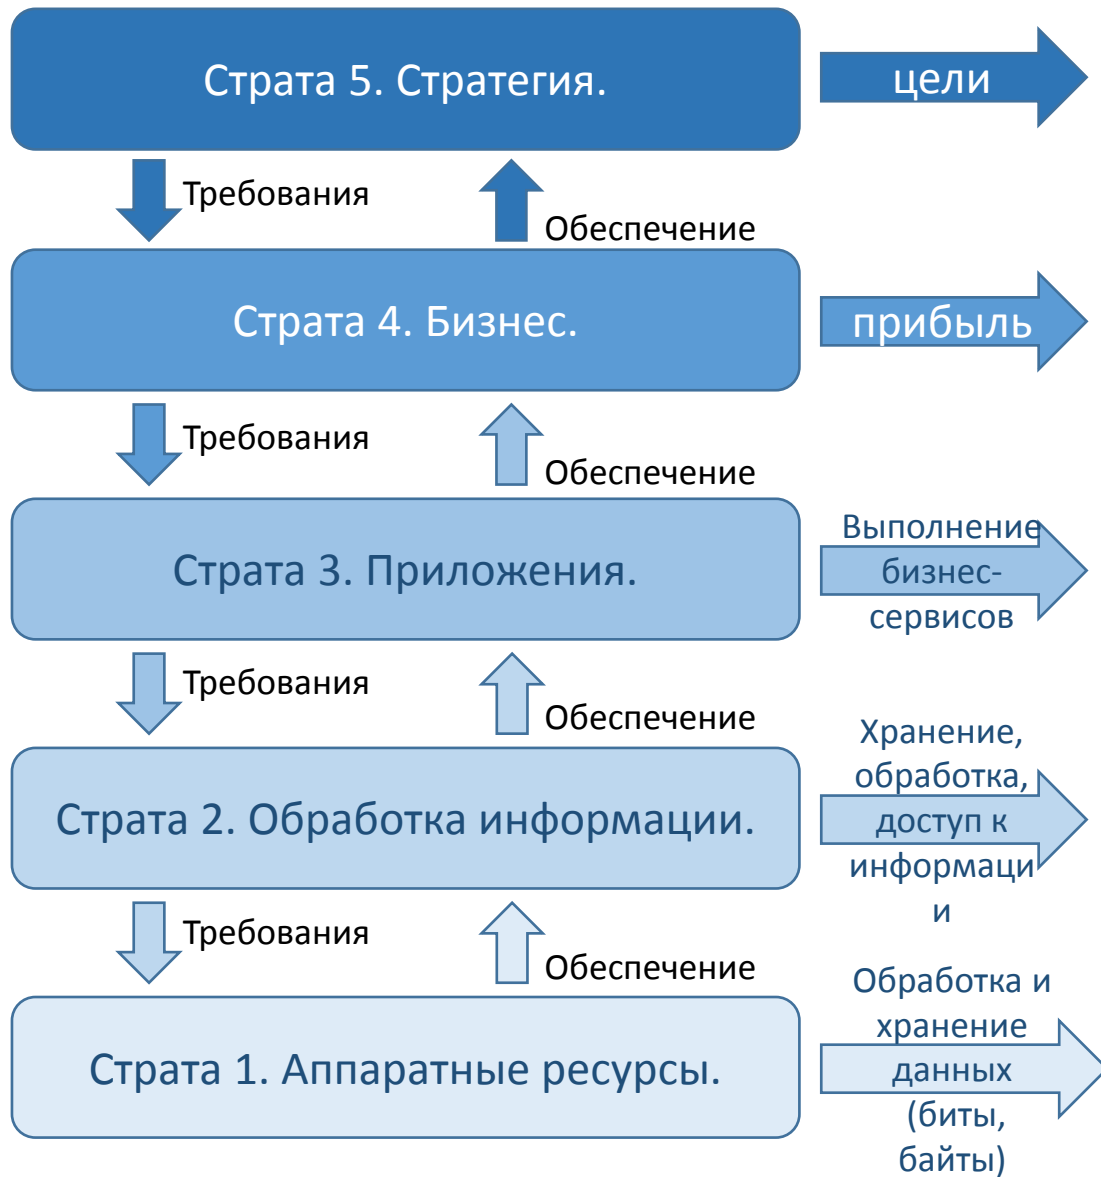 Страта 5. Стратегия.
цели
Требования
Обеспечение
Страта 4. Бизнес.
прибыль
Требования
Обеспечение
Страта 3. Приложения.
Выполнение
бизнес-
сервисов
Требования
Обеспечение
Страта 2. Обработка информации.
Хранение,
обработка,
доступ к
информаци
и
Требования
Обеспечение
Страта 1. Аппаратные ресурсы.
Обработка и
хранение
данных
(биты,
байты)